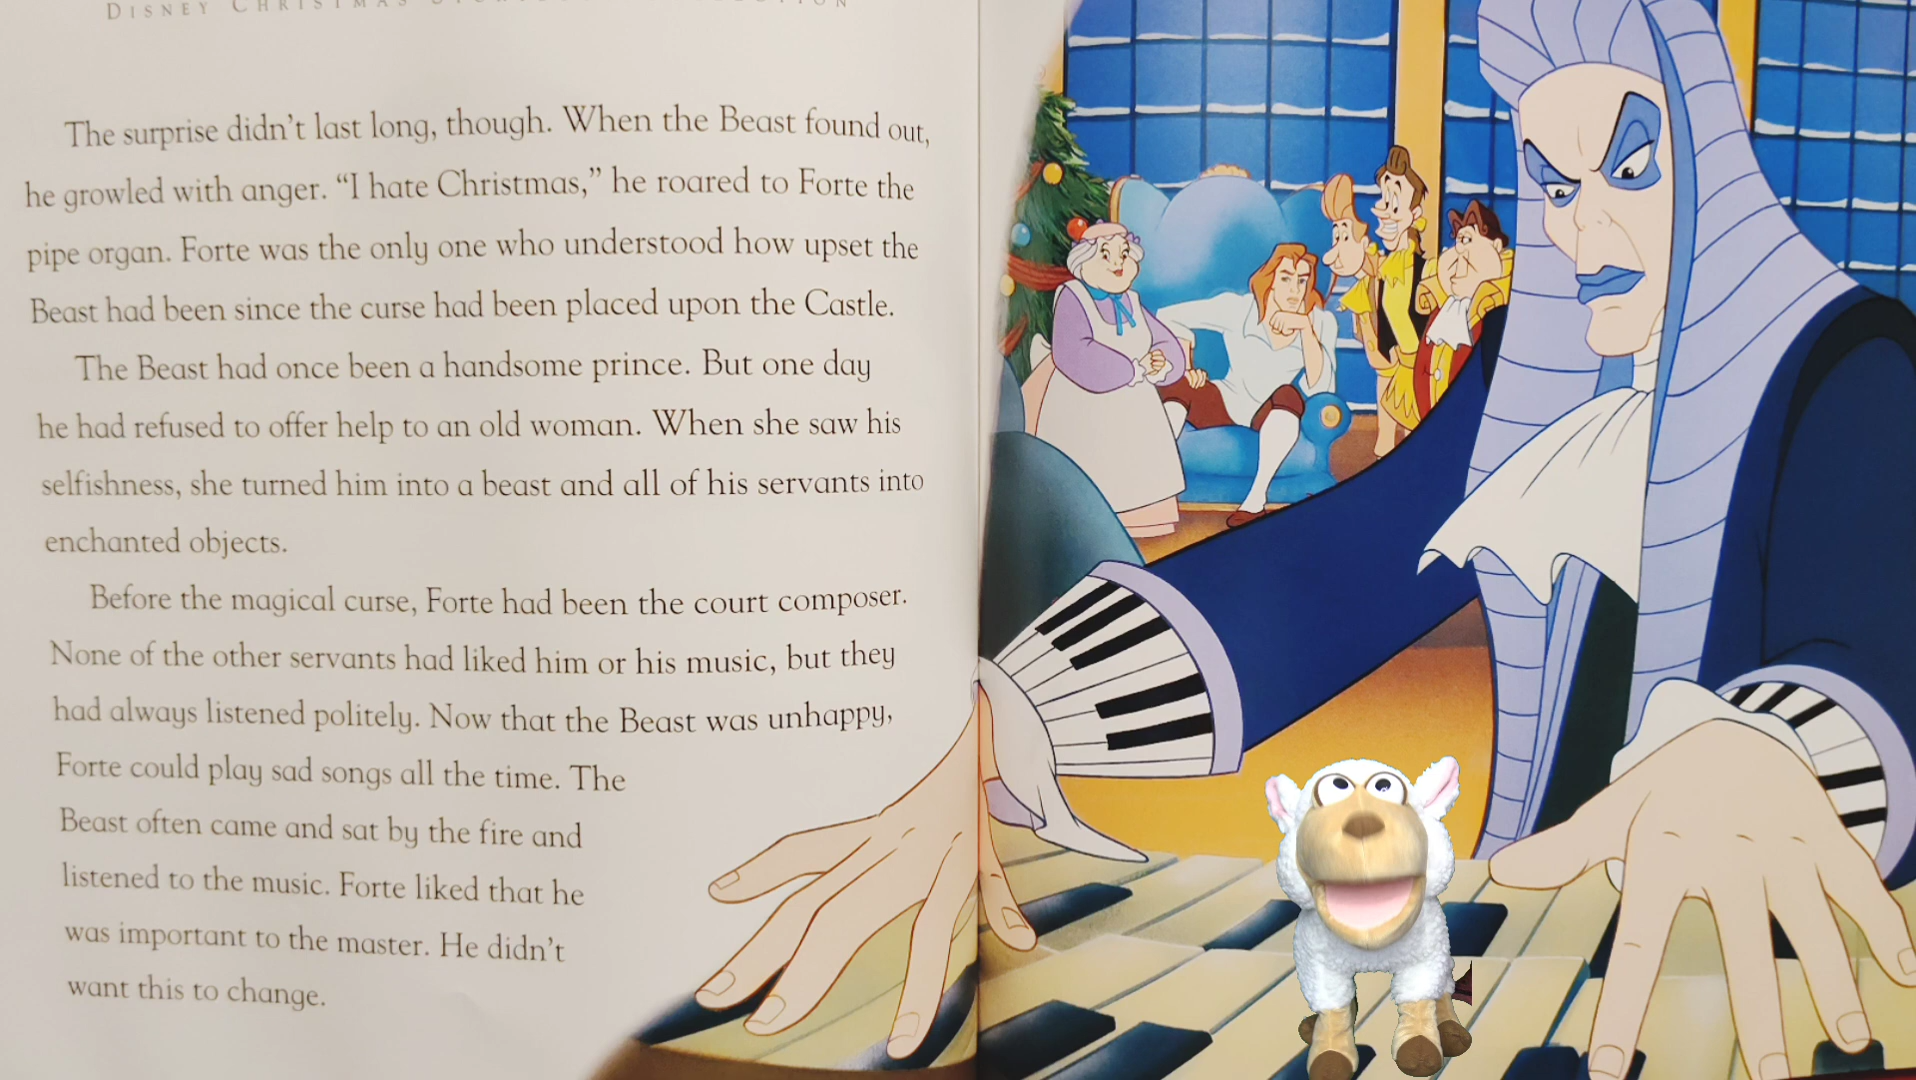 DISNEY CHRISTMAS
The surprise didn't last long, though. When the Beast found out,
he growled with anger. “I hate Christmas,” he roared to Forte the
pipe organ. Forte was the only one who understood how upset the
Beast had been since the curse had been placed upon the Castle.
The Beast had once been a handsome prince. But one day
he had refused to offer help to an old woman. When she saw his
selfishness, she turned him into a beast and all of his servants into
enchanted objects.
Before the magical curse, Forte had been the court composer.
None of the other servants had liked him or his music, but they
had always listened politely. Now that the Beast was unhappy,
Forte could play sad songs all the time. The
Beast often came and sat by the fire and
listened to the music. Forte liked that he
was important to the master. He didn't
want this to change.